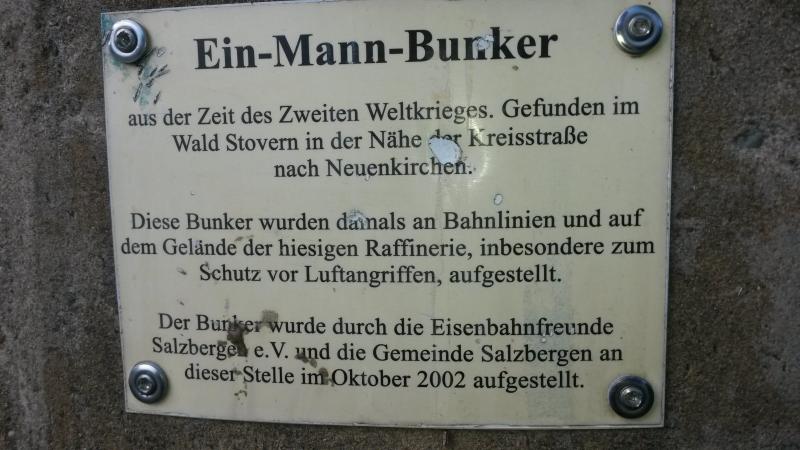 Ein-Mann-Bunker
aus der Zeit des Zweiten Weltkrieges. Gefunden im
Wald Stovern in der Nähe der Kreisstraße
nach Neuenkirchen.
Diese Bunker wurden damals an Bahnlinien und auf
dem Gelände der hiesigen Raffinerie, inbesondere zum
Schutz vor Luftangriffen, aufgestellt.
Der Bunker wurde durch die Eisenbahnfreunde
Salzbergen e.V. und die Gemeinde Salzbergen an
dieser Stelle im Oktober 2002 aufgestellt.